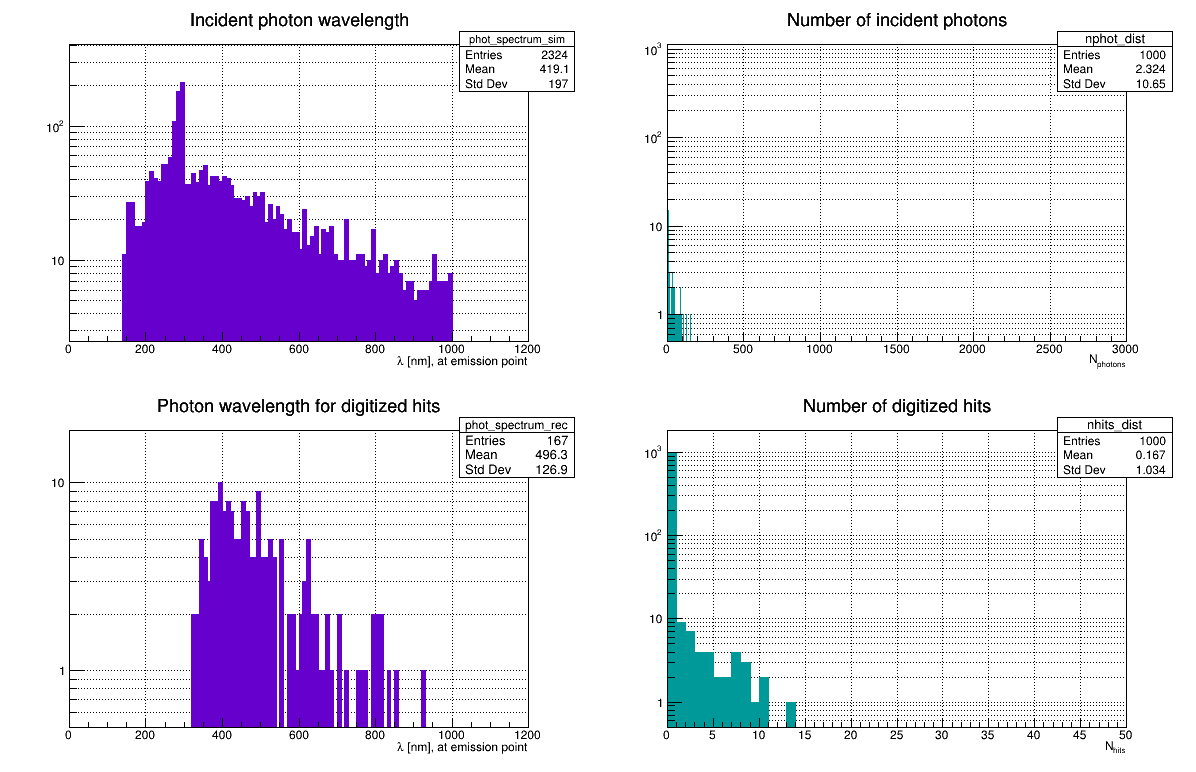 Incident photon wavelength
phot_spectrum_sim
Entries 2324
Mean 419.1
Std Dev 197
10²
10
0 200 400 600 800 1000 1200
λ [nm], at emission point
Number of incident photons
nphot_dist
Entries 1000
Mean 2.324
Std Dev 10.65
10³
10²
10
1
0 500 1000 1500 2000 2500 3000
N_photons
Photon wavelength for digitized hits
phot_spectrum_rec
Entries 167
Mean 496.3
Std Dev 126.9
10
1
0 200 400 600 800 1000 1200
λ [nm], at emission point
Number of digitized hits
nhits_dist
Entries 1000
Mean 0.167
Std Dev 1.034
10³
10²
10
1
0 5 10 15 20 25 30 35 40 45 50
N_hits